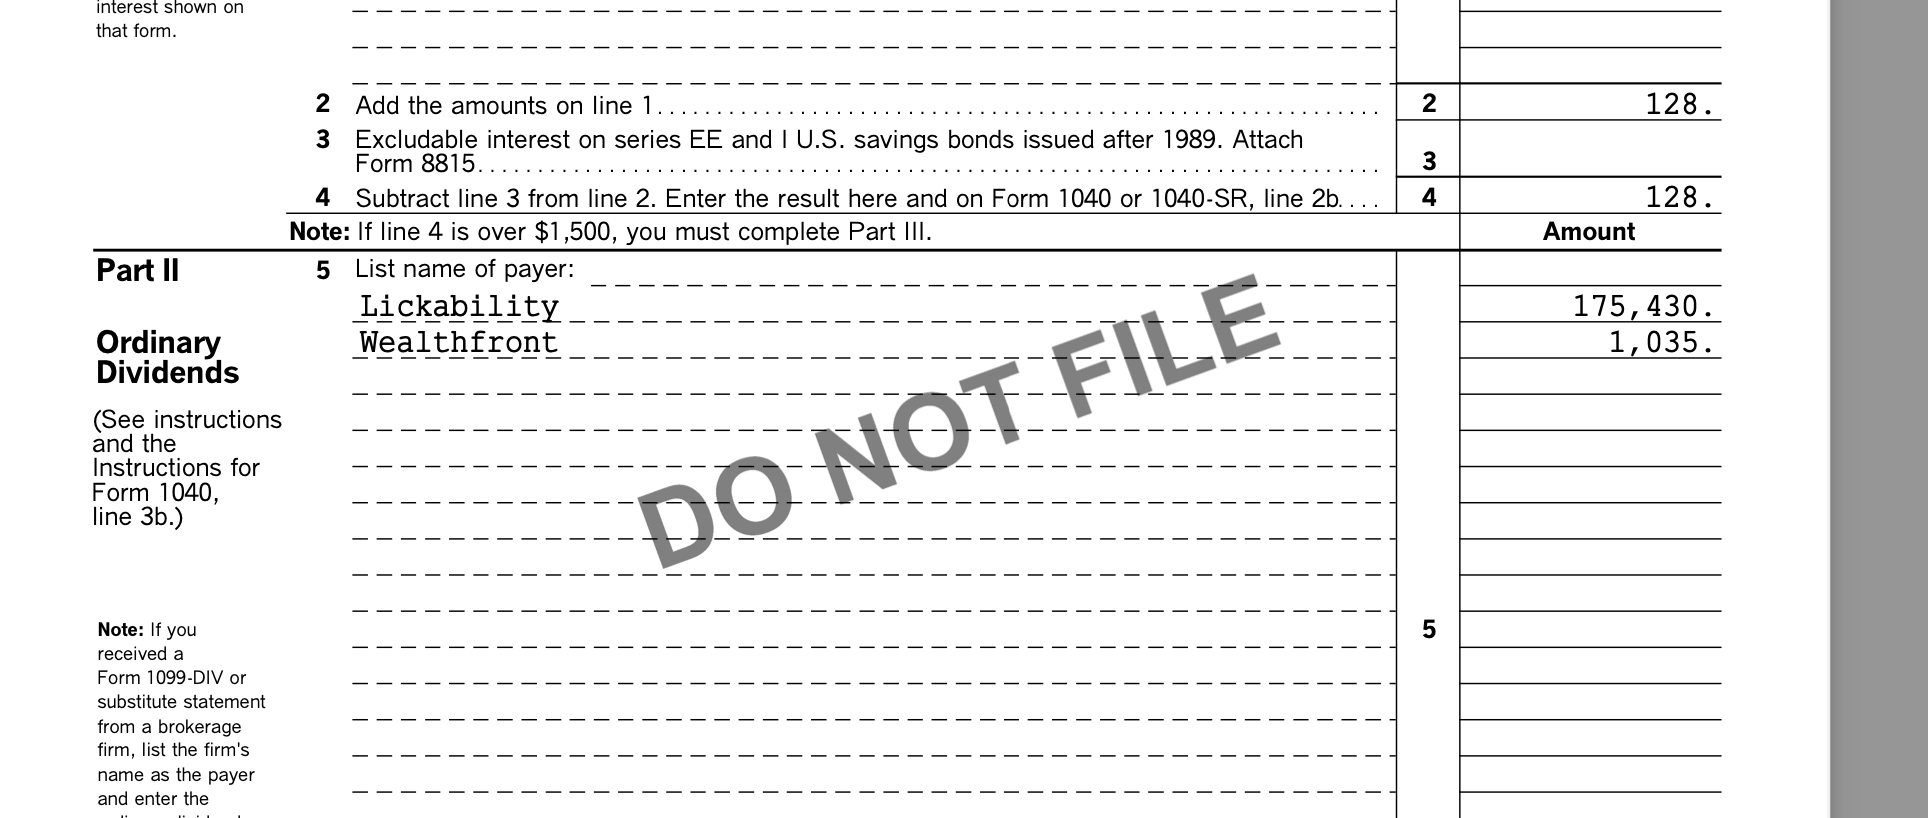 interest shown on
that form.
2 Add the amounts on line 1 2 128.
3 Excludable interest on series EE and I U.S. savings bonds issued after 1989. Attach
Form 8815. 3
4 Subtract line 3 from line 2. Enter the result here and on Form 1040 or 1040-SR, line 2b. 4 128.
Note: If line 4 is over $1,500, you must complete Part III. Amount
Part II 5 List name of payer:
Lickability 175,430.
Ordinary Wealthfront 1,035.
Dividends
(See instructions
and the
Instructions for
Form 1040,
line 3b.)
DO NOT FILE
5
Note: If you
received a
Form 1099-DIV or
substitute statement
from a brokerage
firm, list the firm's
name as the payer
and enter the